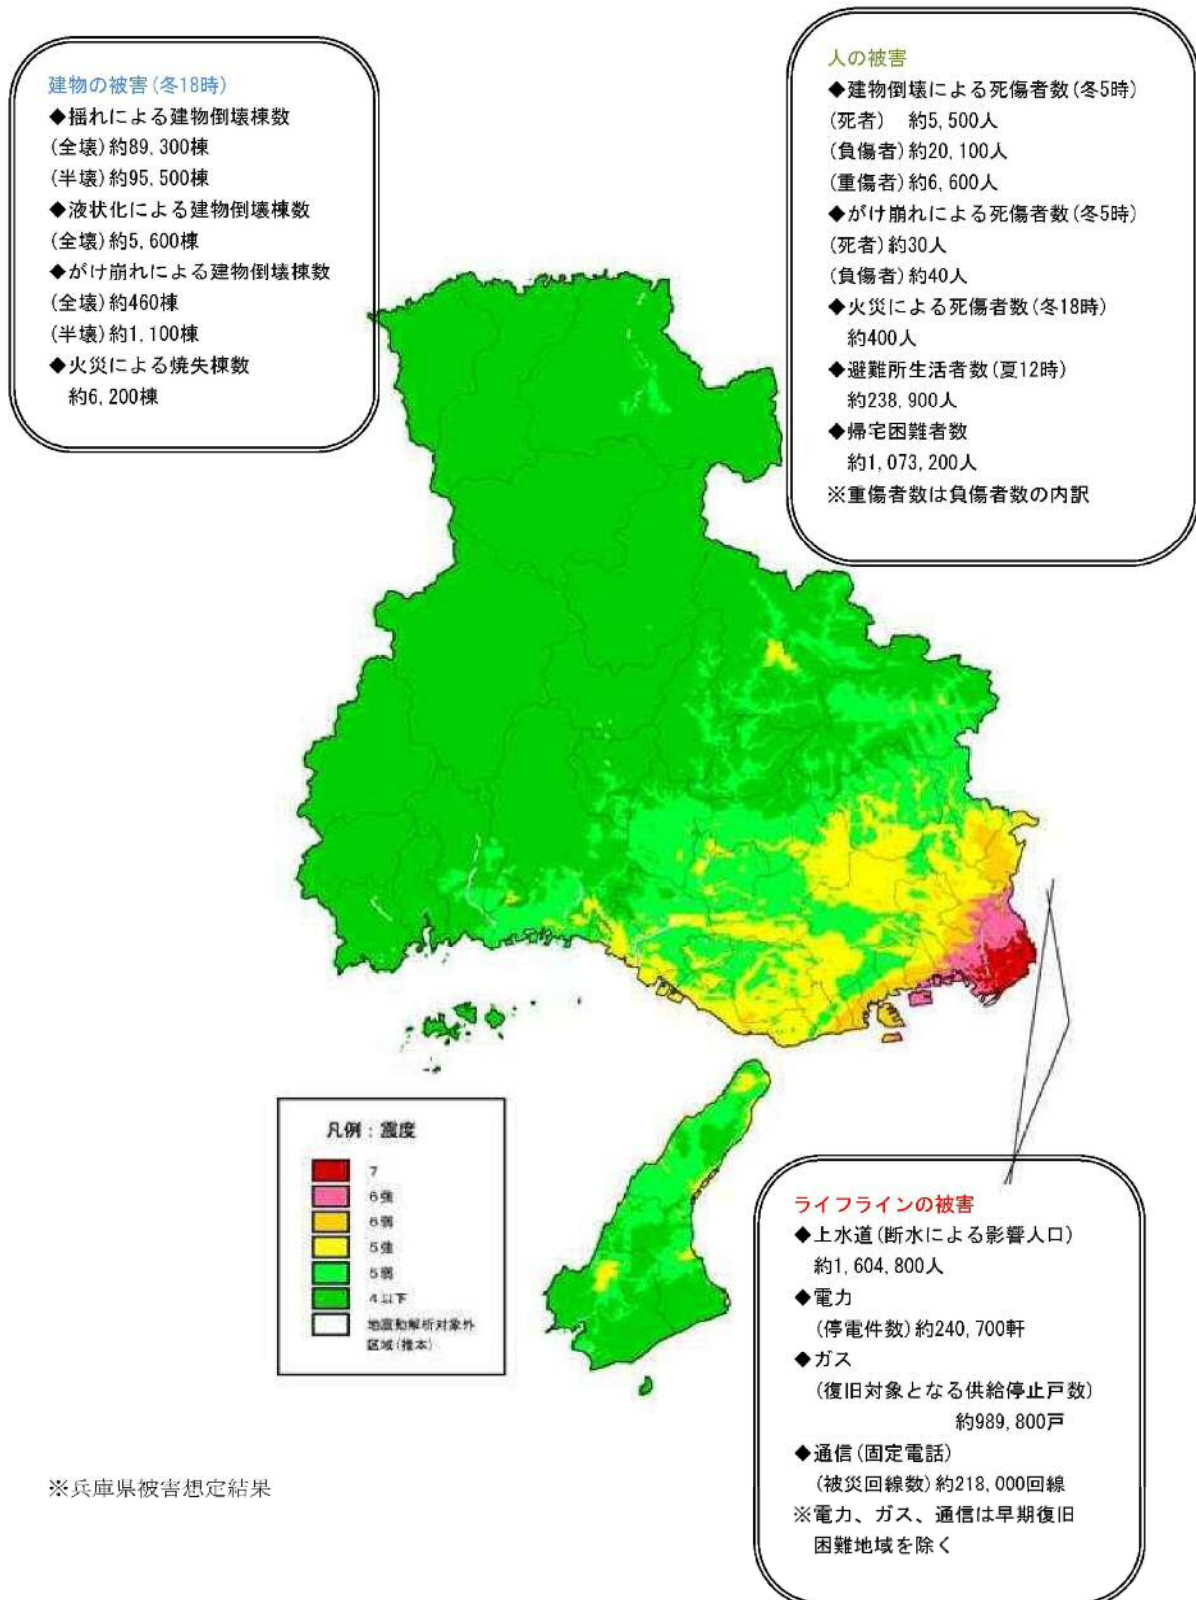 建物の被害(冬18時)
◆揺れによる建物倒壊棟数
(全壊)約89,300棟
(半壊)約95,500棟
◆液状化による建物倒壊棟数
(全壊)約5,600棟
◆がけ崩れによる建物倒壊棟数
(全壊)約460棟
(半壊)約1,100棟
◆火災による焼失棟数
約6,200棟
人の被害
◆建物倒壊による死傷者数(冬5時)
(死者) 約5,500人
(負傷者)約20,100人
(重傷者)約6,600人
◆がけ崩れによる死傷者数(冬5時)
(死者)約30人
(負傷者)約40人
◆火災による死傷者数(冬18時)
約400人
◆避難所生活者数(夏12時)
約238,900人
◆帰宅困難者数
約1,073,200人
※重傷者数は負傷者数の内訳
凡例：震度
7
6強
6弱
5強
5弱
4以下
地震動解析対象外
区域(推本)
ライフラインの被害
◆上水道(断水による影響人口)
約1,604,800人
◆電力
(停電件数)約240,700軒
◆ガス
(復旧対象となる供給停止戸数)
約989,800戸
◆通信(固定電話)
(被災回線数)約218,000回線
※電力、ガス、通信は早期復旧
困難地域を除く
※兵庫県被害想定結果